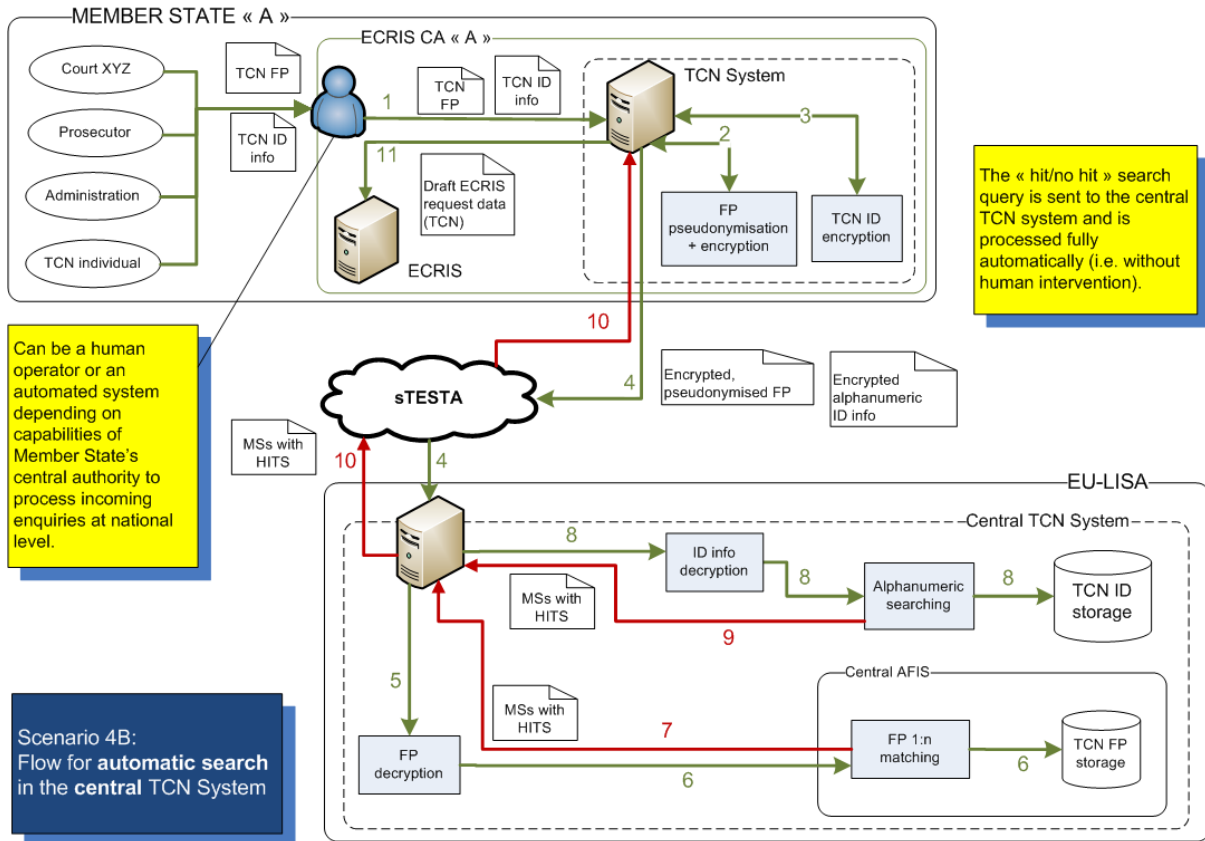 MEMBER STATE « A »
Court XYZ
Prosecutor
Administration
TCN individual
TCN FP
TCN ID
info
ECRIS CA « A »
1
TCN
FP
TCN ID
info
TCN System
2
3
11
Draft ECRIS
request data
(TCN)
ECRIS
FP
pseudonymisation
+ encryption
TCN ID
encryption
The « hit/no hit » search
query is sent to the central
TCN system and is
processed fully
automatically (i.e. without
human intervention).
Can be a human
operator or an
automated system
depending on
capabilities of
Member State's
central authority to
process incoming
enquiries at national
level.
10
4
sTESTA
Encrypted,
pseudonymised FP
Encrypted
alphanumeric
ID info
MSs with
HITS
10
4
EU-LISA
Central TCN System
8
ID info
decryption
8
Alphanumeric
searching
8
TCN ID
storage
MSs with
HITS
9
5
Central AFIS
MSs with
HITS
7
FP
decryption
6
FP 1:n
matching
6
TCN FP
storage
Scenario 4B:
Flow for automatic search
in the central TCN System